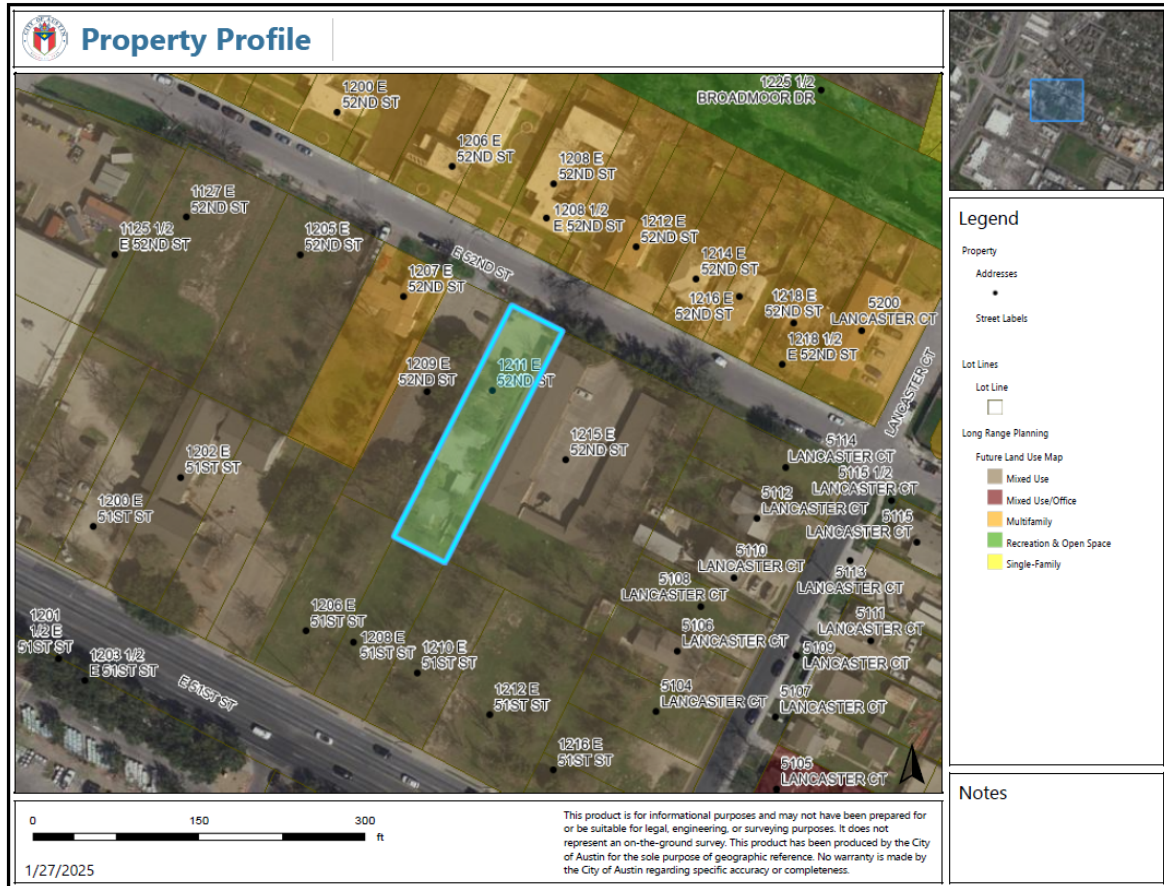 CITY OF AUSTIN
Property Profile
1225 1/2
BROADMOOR DR
1200 E
52ND ST
1206 E
52ND ST
1208 E
52ND ST
1127 E
52ND ST
1208 1/2
E 52ND ST
1212 E
52ND ST
1125 1/2
E 52ND ST
1205 E
52ND ST
E 52ND ST
1214 E
52ND ST
1207 E
52ND ST
1216 E
52ND ST
1218 E
52ND ST
5200
LANCASTER CT
1218 1/2
E 52ND ST
LANCASTER CT
1209 E
52ND ST
1211 E
52ND ST
1215 E
52ND ST
5114
LANCASTER CT
1202 E
51ST ST
5115 1/2
LANCASTER CT
1200 E
51ST ST
5112
LANCASTER CT
5115
LANCASTER CT
5110
LANCASTER CT
5113
LANCASTER CT
5108
LANCASTER CT
1206 E
51ST ST
5111
LANCASTER CT
1201
1/2 E
51ST ST
1208 E
51ST ST
5106
LANCASTER CT
1203 1/2
E 51ST ST
1210 E
51ST ST
5109
LANCASTER CT
E 51ST ST
1212 E
51ST ST
5104
LANCASTER CT
5107
LANCASTER CT
1216 E
51ST ST
5105
LANCASTER CT
Legend
Property
Addresses
Street Labels
Lot Lines
Lot Line
Long Range Planning
Future Land Use Map
Mixed Use
Mixed Use/Office
Multifamily
Recreation & Open Space
Single-Family
Notes
0 150 300
ft
1/27/2025
This product is for informational purposes and may not have been prepared for
or be suitable for legal, engineering, or surveying purposes. It does not
represent an on-the-ground survey. This product has been produced by the City
of Austin for the sole purpose of geographic reference. No warranty is made by
the City of Austin regarding specific accuracy or completeness.